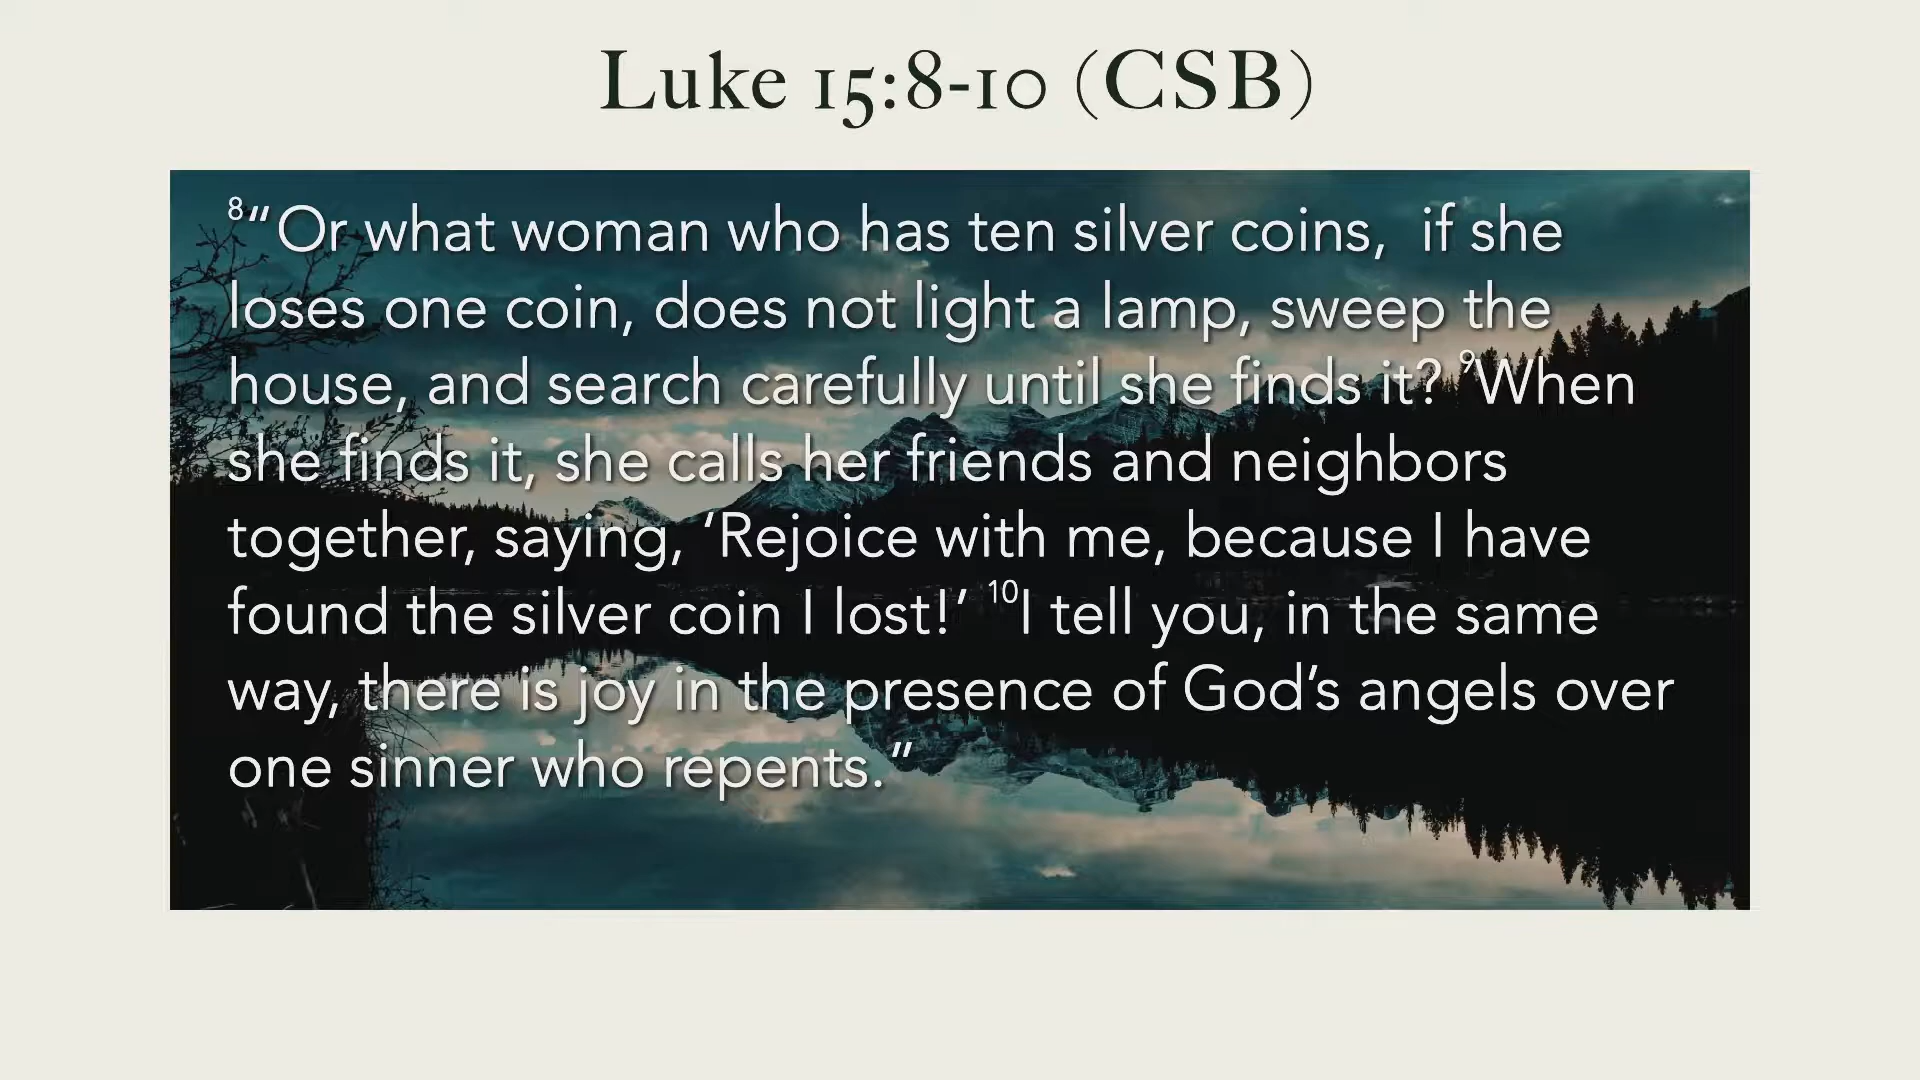 Luke 15:8-10 (CSB)
⁸“Or what woman who has ten silver coins,  if she
loses one coin, does not light a lamp, sweep the
house, and search carefully until she finds it? ⁹When
she finds it, she calls her friends and neighbors
together, saying, ‘Rejoice with me, because I have
found the silver coin I lost!’ ¹⁰I tell you, in the same
way, there is joy in the presence of God’s angels over
one sinner who repents.”